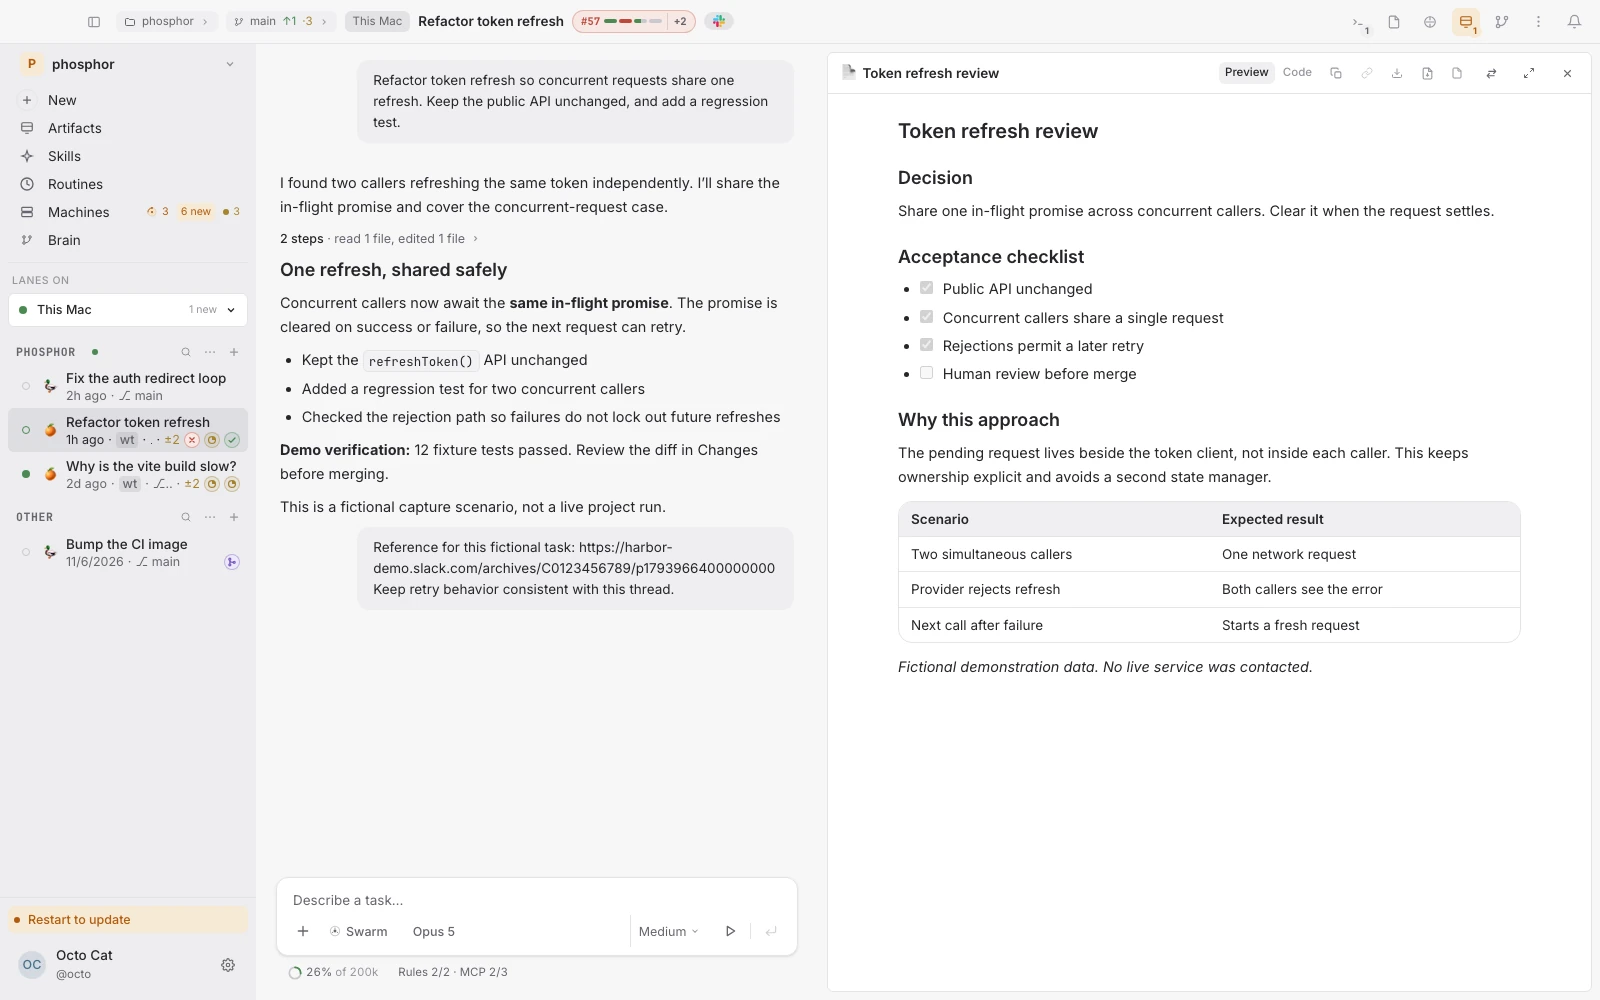 phosphor
main ↑1 ·3
This Mac
Refactor token refresh
#57
+2
1
1
P phosphor
New
Artifacts
Skills
Routines
Machines 3 6 new 3
Brain
LANES ON
This Mac 1 new
PHOSPHOR
Fix the auth redirect loop
2h ago · main
Refactor token refresh
1h ago · wt · . · ±2
Why is the vite build slow?
2d ago · wt · .. · ±2
OTHER
Bump the CI image
11/6/2026 · main
Restart to update
OC
Octo Cat
@octo
Refactor token refresh so concurrent requests share one
refresh. Keep the public API unchanged, and add a regression
test.
I found two callers refreshing the same token independently. I’ll share the
in-flight promise and cover the concurrent-request case.
2 steps · read 1 file, edited 1 file
One refresh, shared safely
Concurrent callers now await the same in-flight promise. The promise is
cleared on success or failure, so the next request can retry.
• Kept the refreshToken() API unchanged
• Added a regression test for two concurrent callers
• Checked the rejection path so failures do not lock out future refreshes
Demo verification: 12 fixture tests passed. Review the diff in Changes
before merging.
This is a fictional capture scenario, not a live project run.
Reference for this fictional task: https://harbor-
demo.slack.com/archives/C0123456789/p1793966400000000
Keep retry behavior consistent with this thread.
Describe a task...
Swarm Opus 5 Medium
26% of 200k Rules 2/2 · MCP 2/3
Token refresh review
Preview Code
Token refresh review
Decision
Share one in-flight promise across concurrent callers. Clear it when the request settles.
Acceptance checklist
• Public API unchanged
• Concurrent callers share a single request
• Rejections permit a later retry
• Human review before merge
Why this approach
The pending request lives beside the token client, not inside each caller. This keeps
ownership explicit and avoids a second state manager.
Scenario Expected result
Two simultaneous callers One network request
Provider rejects refresh Both callers see the error
Next call after failure Starts a fresh request
Fictional demonstration data. No live service was contacted.